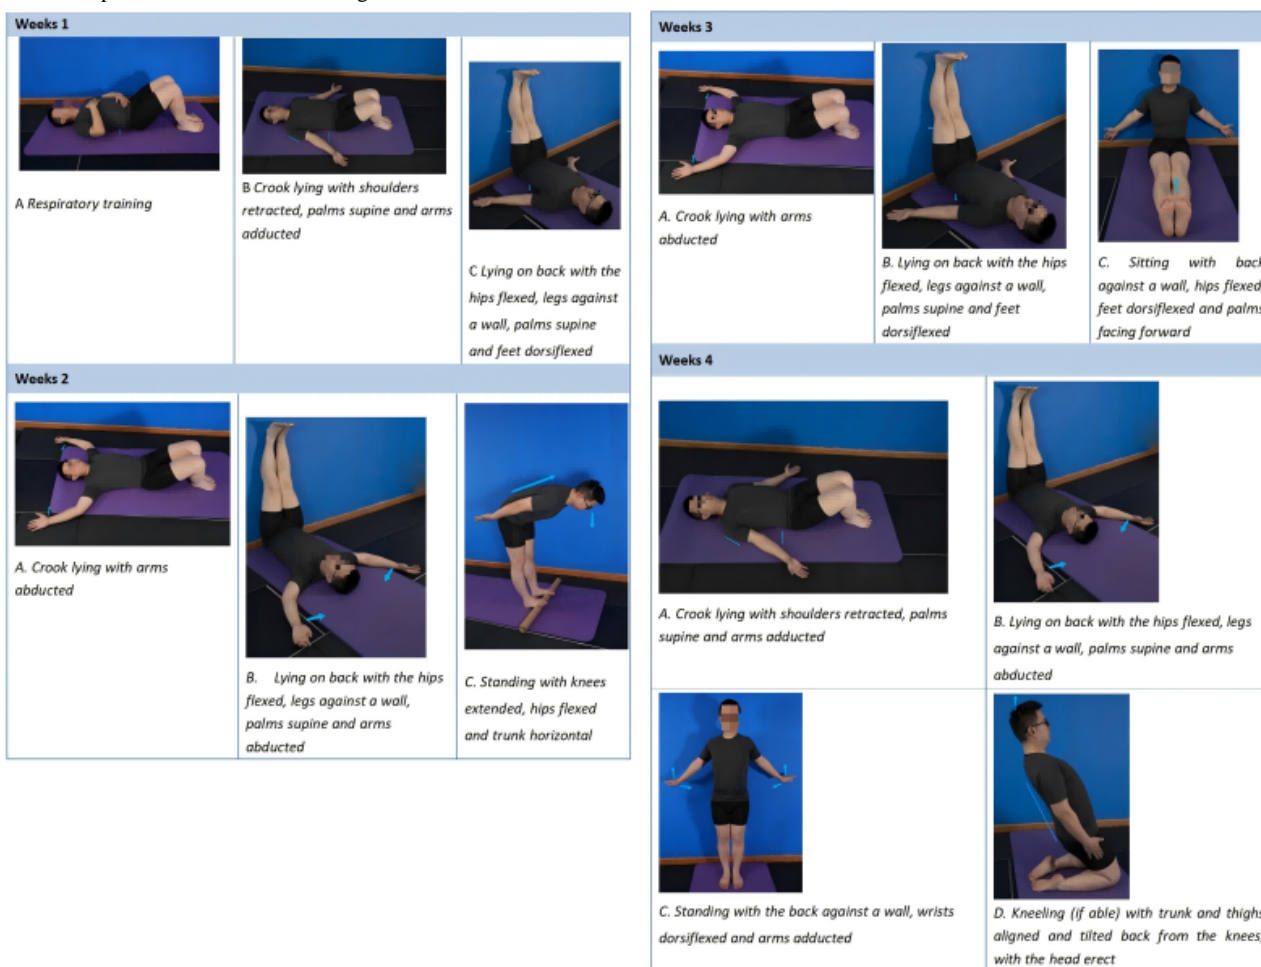 Weeks 1
A Respiratory training
B Crook lying with shoulders
retracted, palms supine and arms
adducted
C Lying on back with the
hips flexed, legs against
a wall, palms supine
and feet dorsiflexed
Weeks 2
A. Crook lying with arms
abducted
B. Lying on back with the hips
flexed, legs against a wall,
palms supine and arms
abducted
C. Standing with knees
extended, hips flexed
and trunk horizontal
Weeks 3
A. Crook lying with arms
abducted
B. Lying on back with the hips
flexed, legs against a wall,
palms supine and feet
dorsiflexed
C. Sitting with back
against a wall, hips flexed,
feet dorsiflexed and palms
facing forward
Weeks 4
A. Crook lying with shoulders retracted, palms
supine and arms adducted
B. Lying on back with the hips flexed, legs
against a wall, palms supine and arms
abducted
C. Standing with the back against a wall, wrists
dorsiflexed and arms adducted
D. Kneeling (if able) with trunk and thighs
aligned and tilted back from the knees,
with the head erect